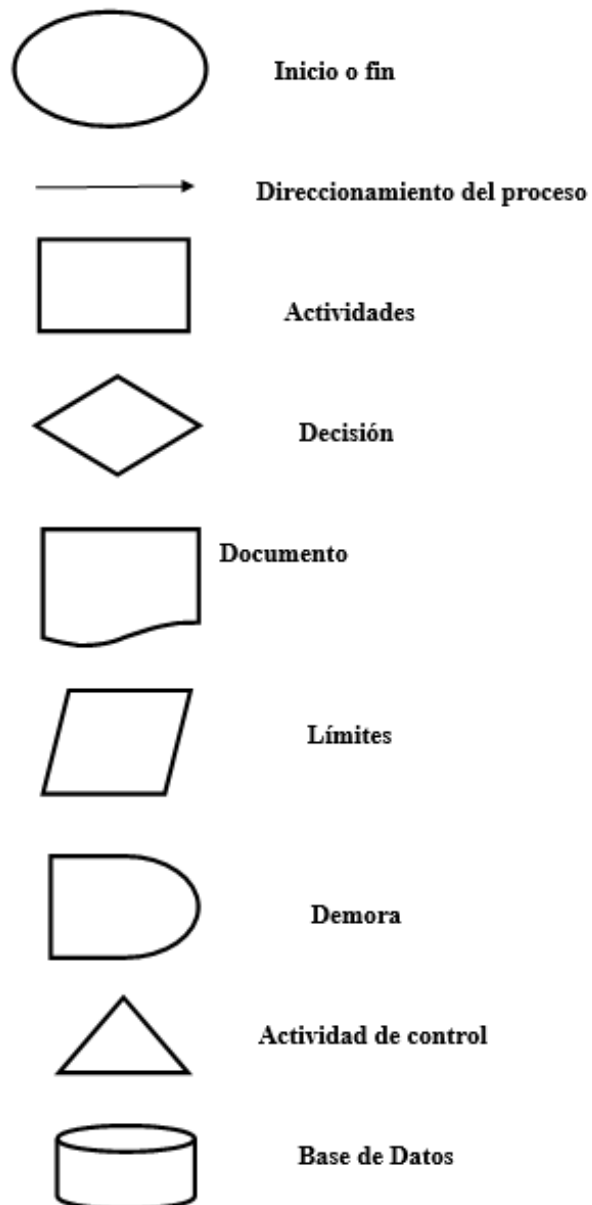 Inicio o fin
Direccionamiento del proceso
Actividades
Decisión
Documento
Límites
Demora
Actividad de control
Base de Datos